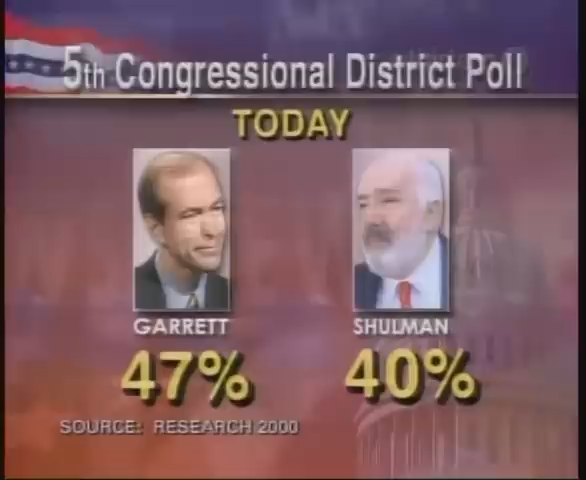 5th Congressional District Poll
TODAY
GARRETT
SHULMAN
47%
40%
SOURCE: RESEARCH 2000